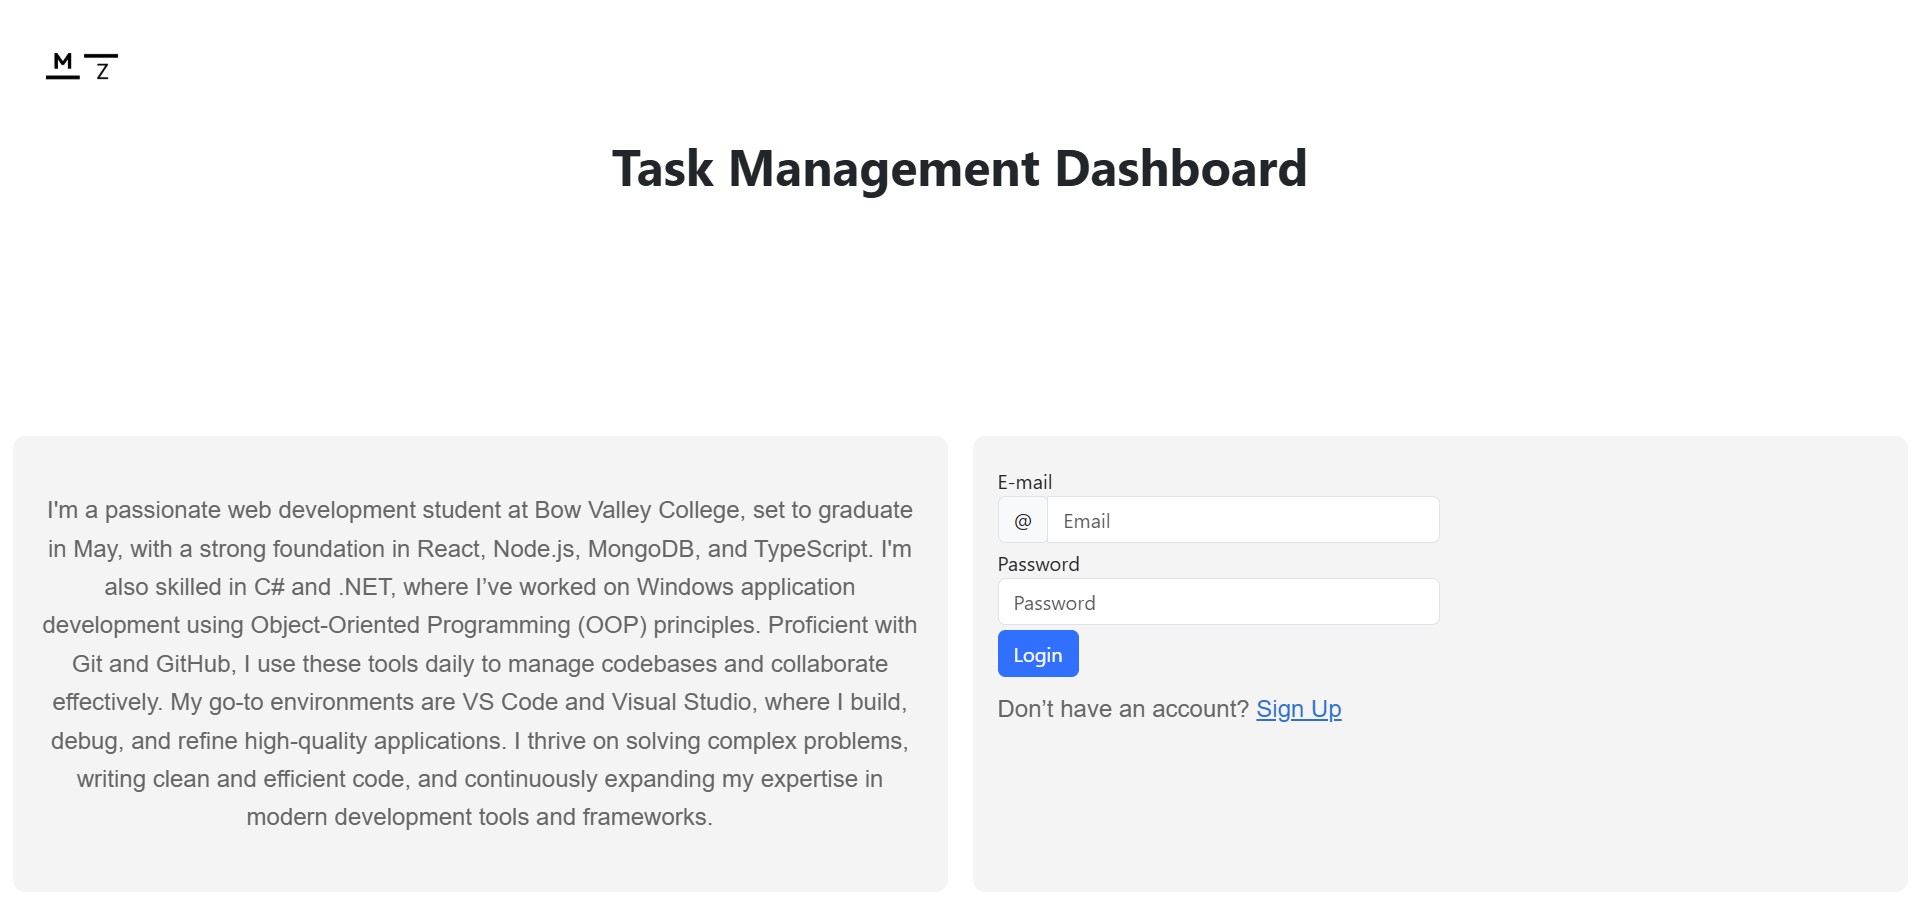 M Z
Task Management Dashboard
I'm a passionate web development student at Bow Valley College, set to graduate
in May, with a strong foundation in React, Node.js, MongoDB, and TypeScript. I'm
also skilled in C# and .NET, where I’ve worked on Windows application
development using Object-Oriented Programming (OOP) principles. Proficient with
Git and GitHub, I use these tools daily to manage codebases and collaborate
effectively. My go-to environments are VS Code and Visual Studio, where I build,
debug, and refine high-quality applications. I thrive on solving complex problems,
writing clean and efficient code, and continuously expanding my expertise in
modern development tools and frameworks.
E-mail
@ Email
Password
Password
Login
Don’t have an account? Sign Up